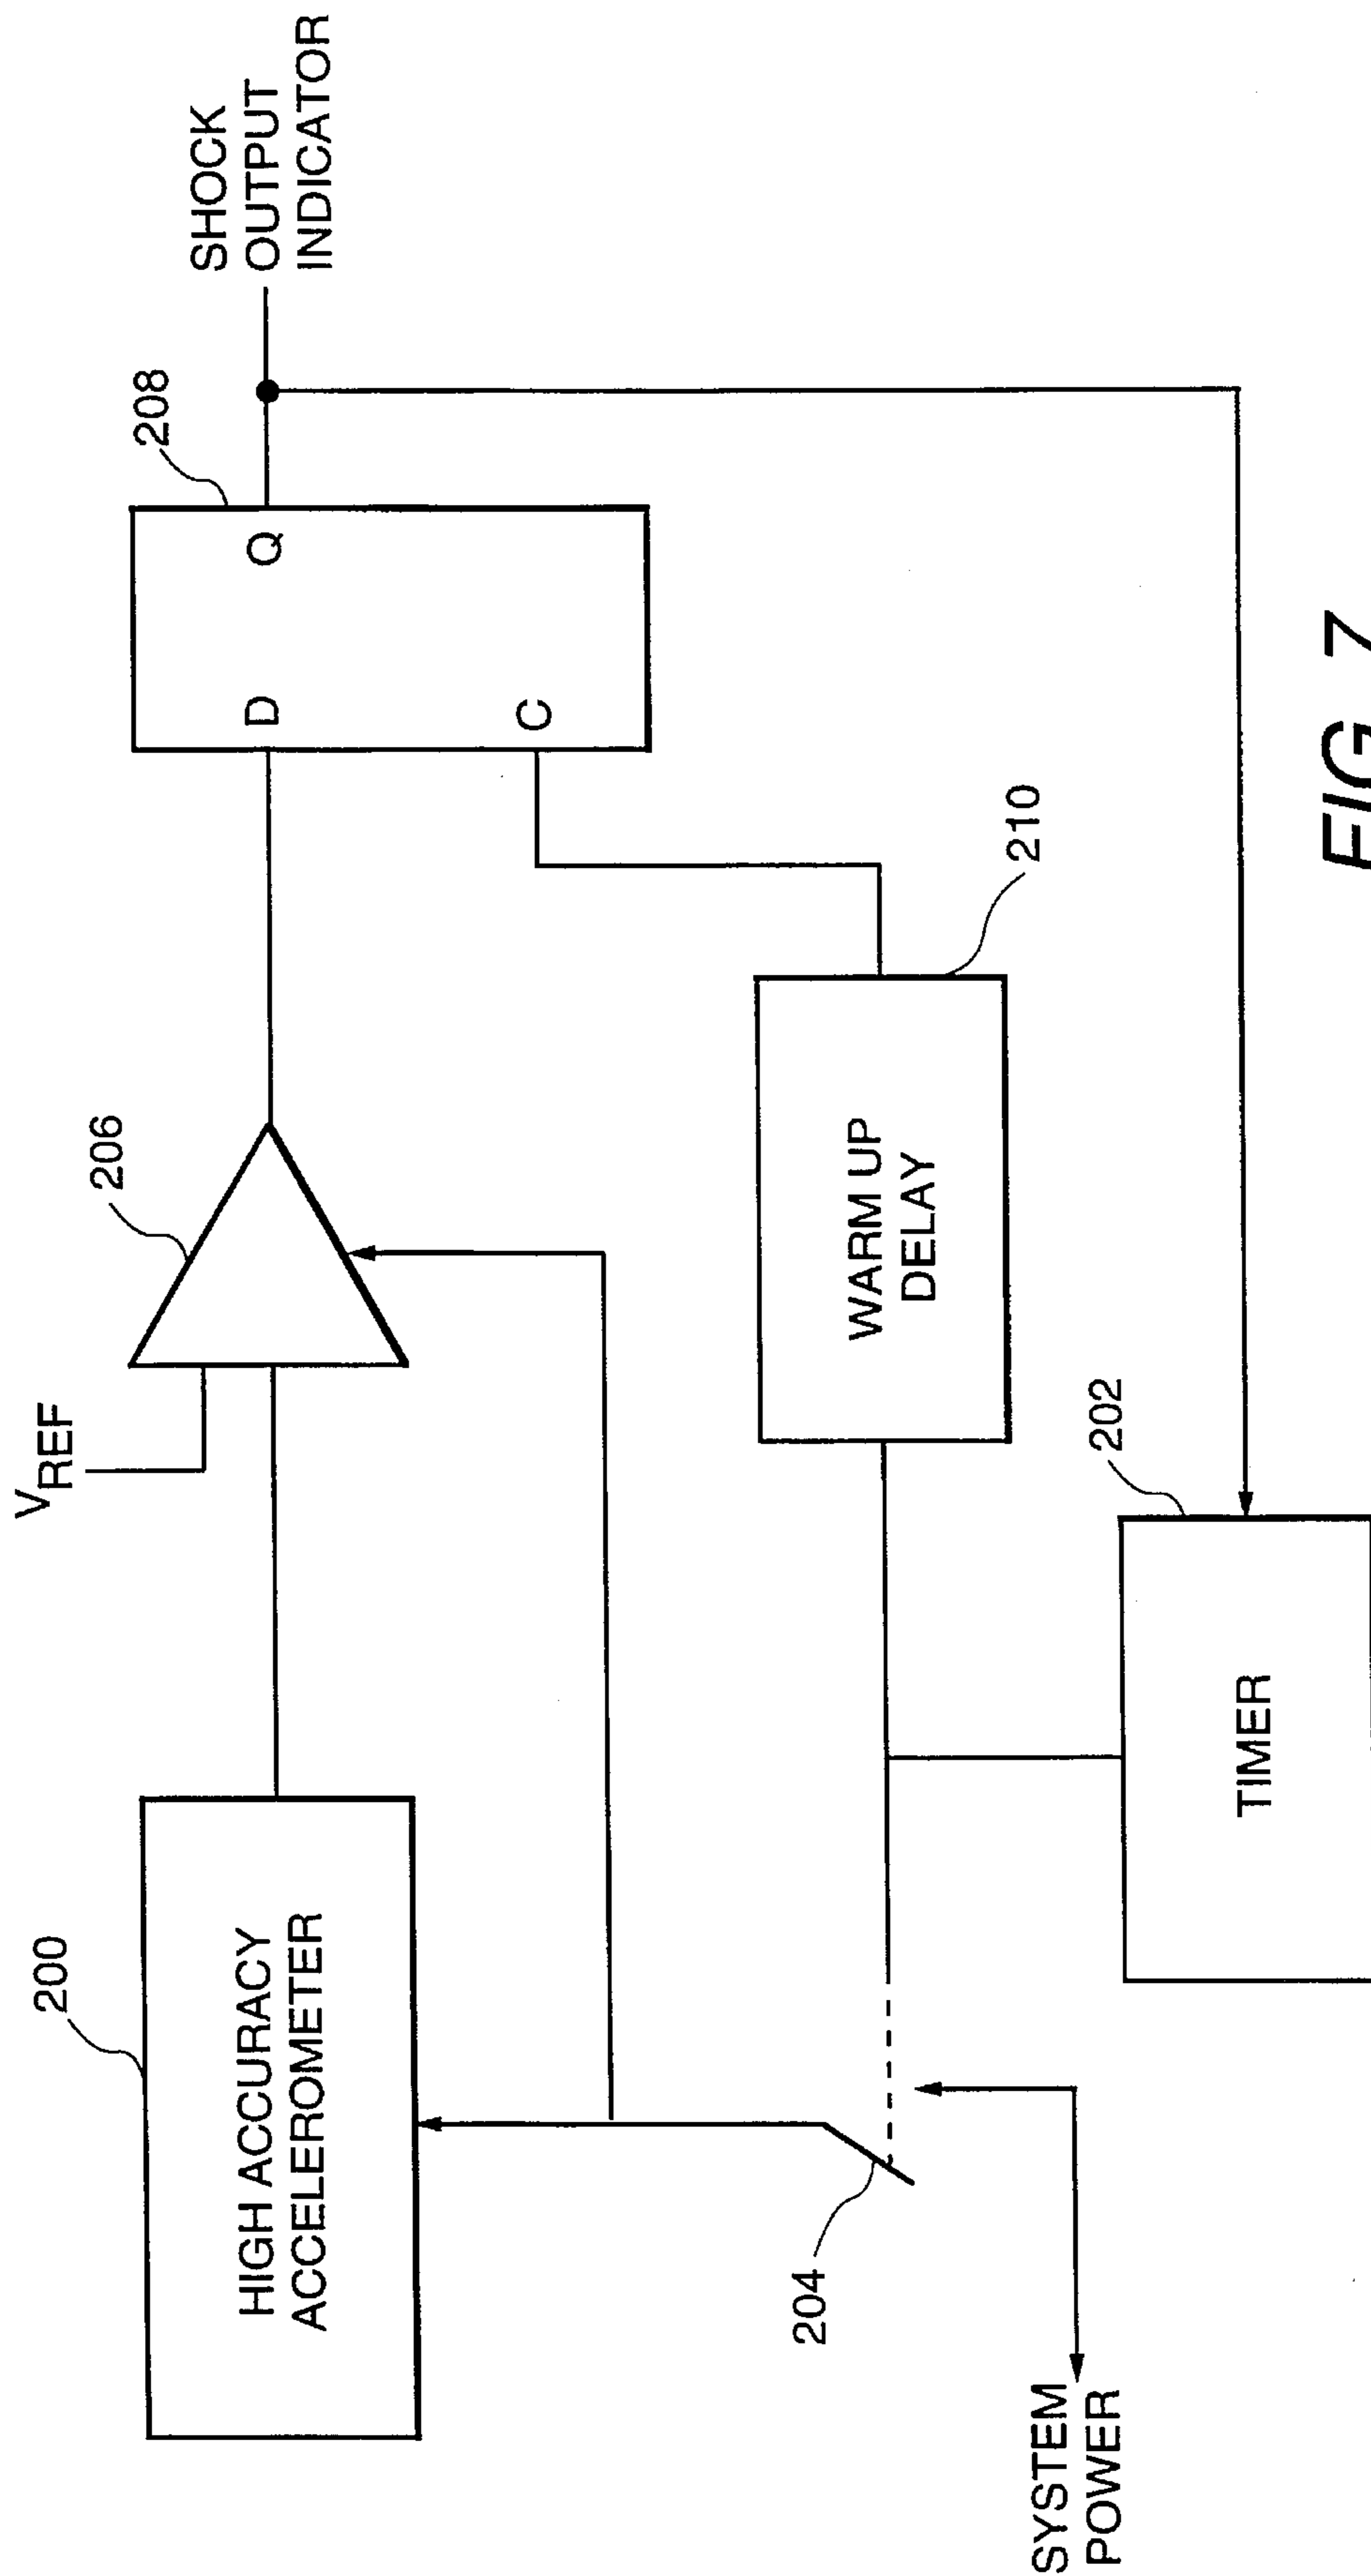 SHOCK
OUTPUT
INDICATOR
208
D
Q
C
206
VREF
210
WARM UP
DELAY
200
HIGH ACCURACY
ACCELEROMETER
202
TIMER
204
SYSTEM
POWER
FIG. 7